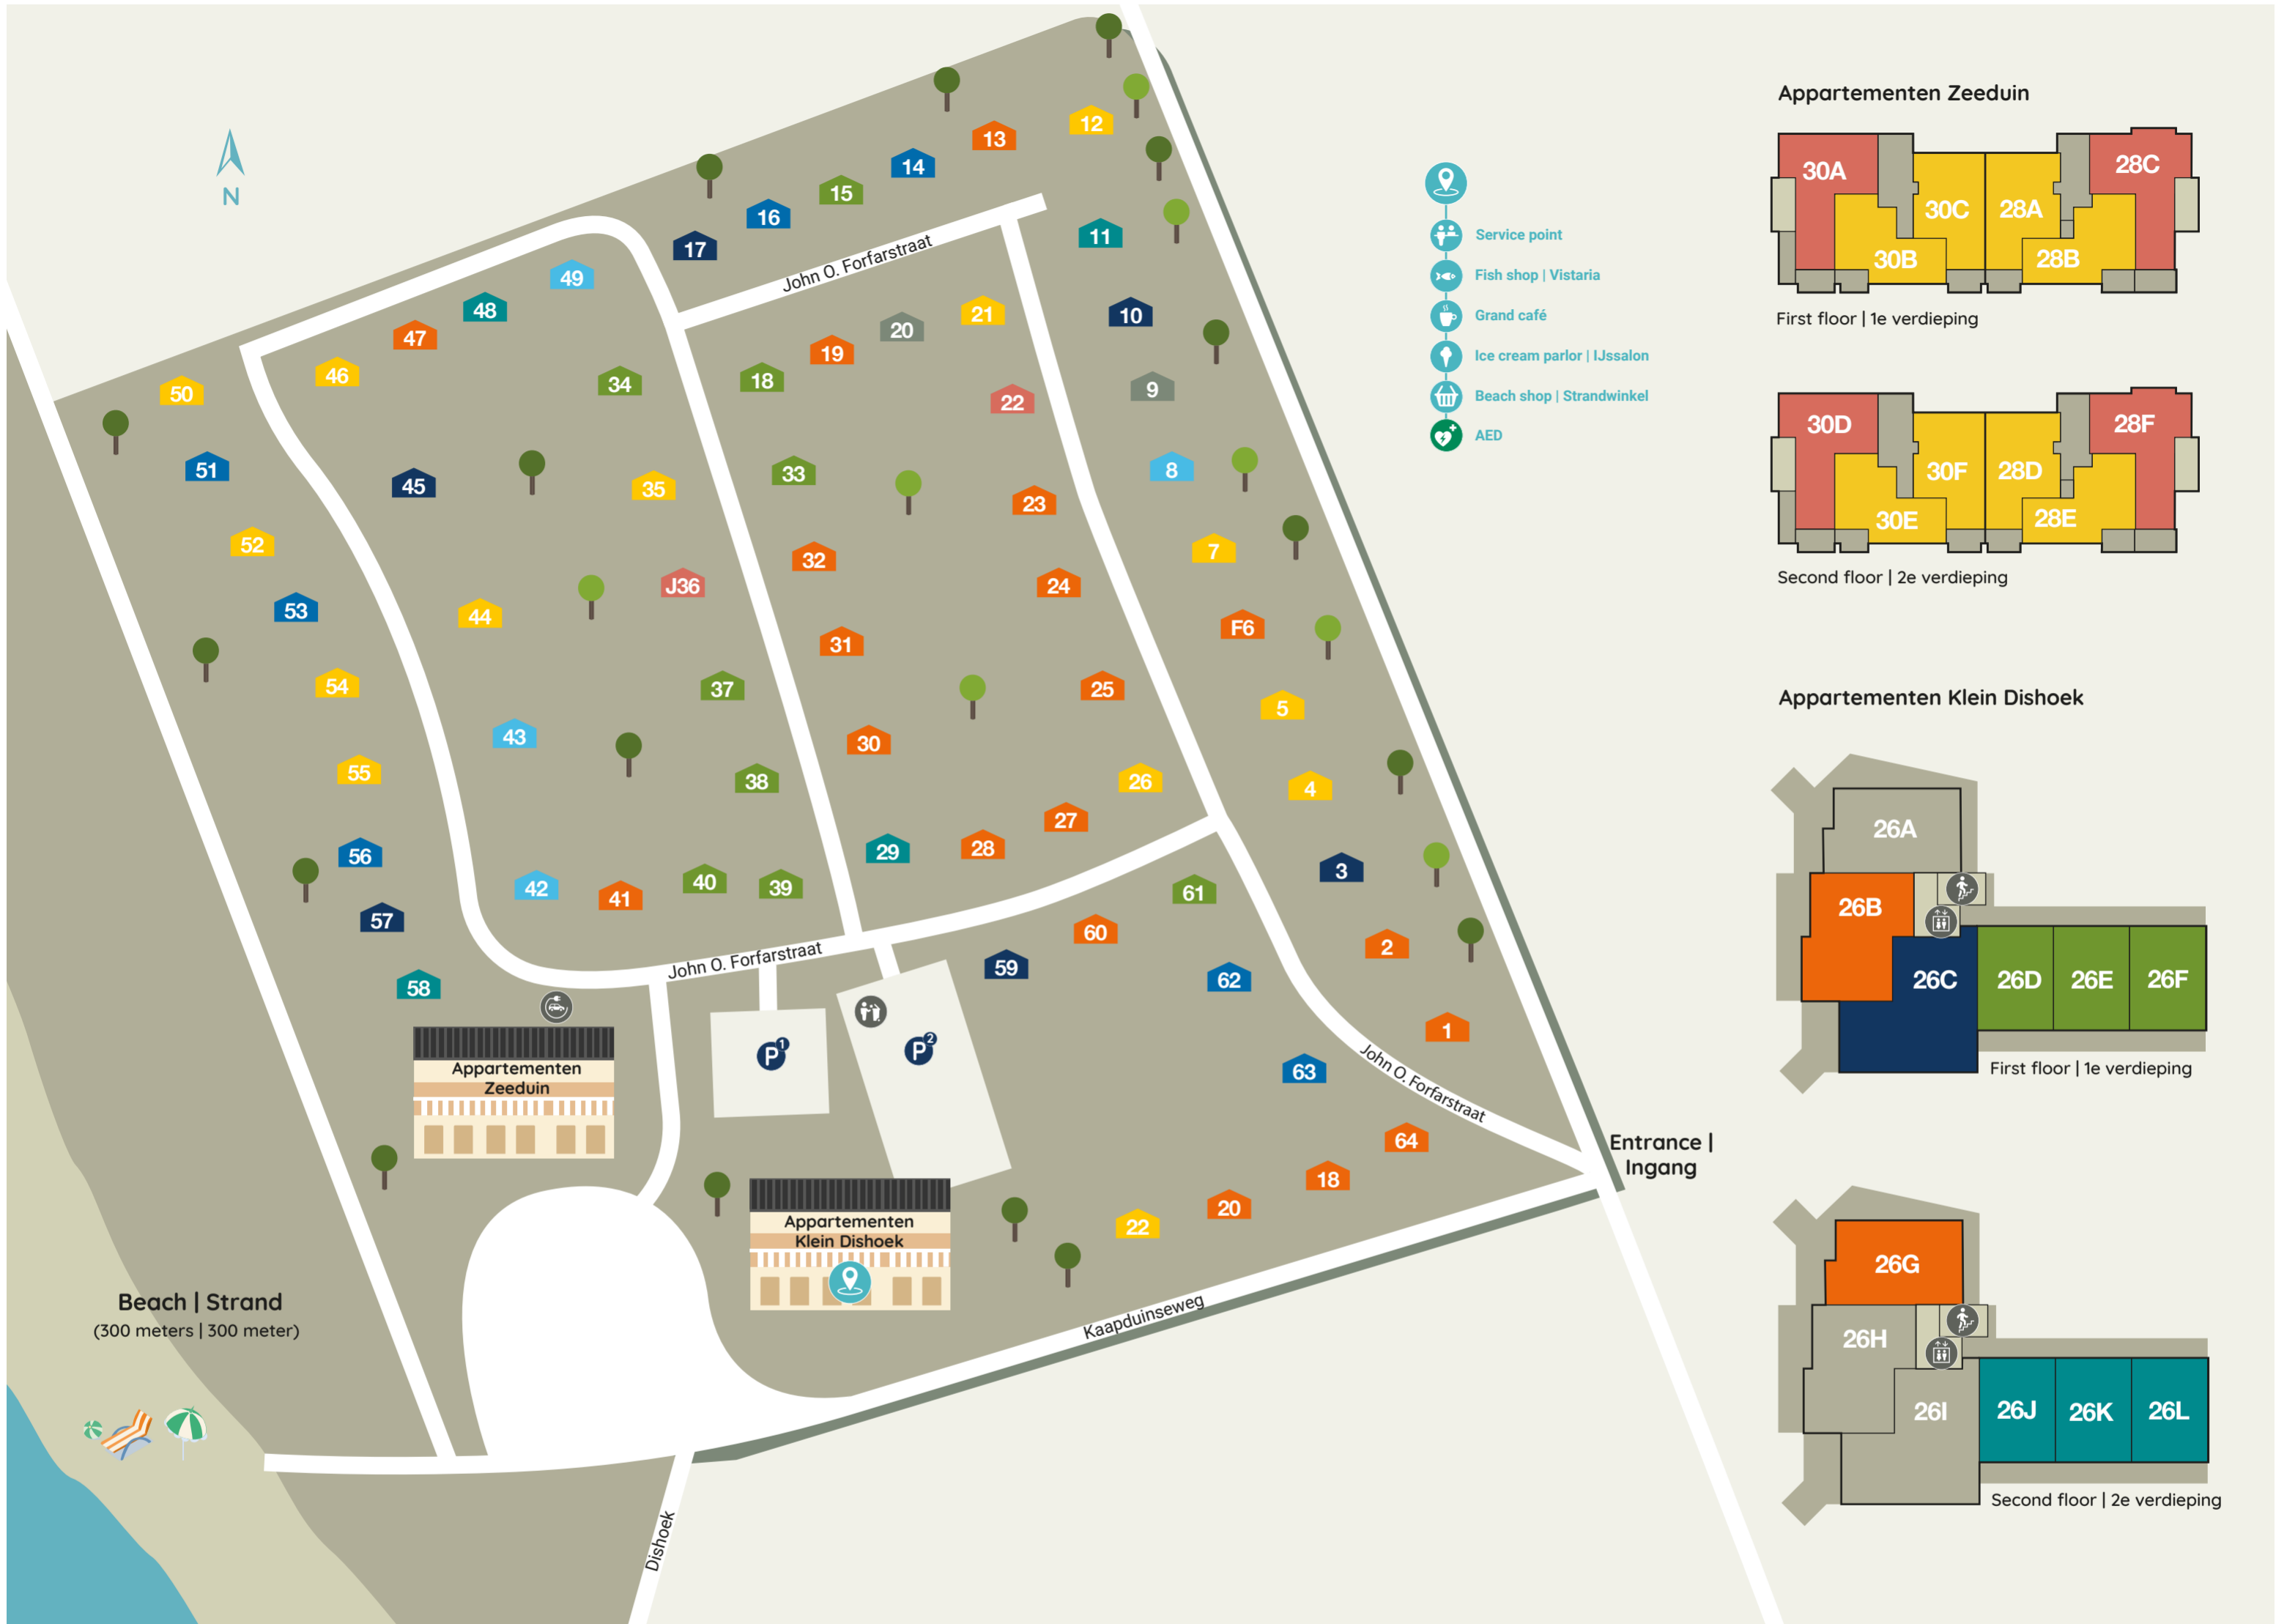 N
12
13
14
15
16
17
11
49
48
47
46
50
51
52
53
54
55
56
57
58
45
44
43
42
41
40
39
38
37
J36
35
34
John O. Forfarstraat
18
19
20
21
22
33
32
31
30
29
28
27
26
25
24
23
10
9
8
7
F6
5
4
3
2
1
61
60
59
62
63
64
18
20
22
John O. Forfarstraat
John O. Forfarstraat
P1
P2
Appartementen
Zeeduin
Appartementen
Klein Dishoek
Entrance |
Ingang
Kaapduinseweg
Dishoek
Beach | Strand
(300 meters | 300 meter)
Service point
Fish shop | Vistaria
Grand café
Ice cream parlor | IJssalon
Beach shop | Strandwinkel
AED
Appartementen Zeeduin
30A
30C
28A
28C
30B
28B
First floor | 1e verdieping
30D
30F
28D
28F
30E
28E
Second floor | 2e verdieping
Appartementen Klein Dishoek
26A
26B
26C
26D
26E
26F
First floor | 1e verdieping
26G
26H
26I
26J
26K
26L
Second floor | 2e verdieping